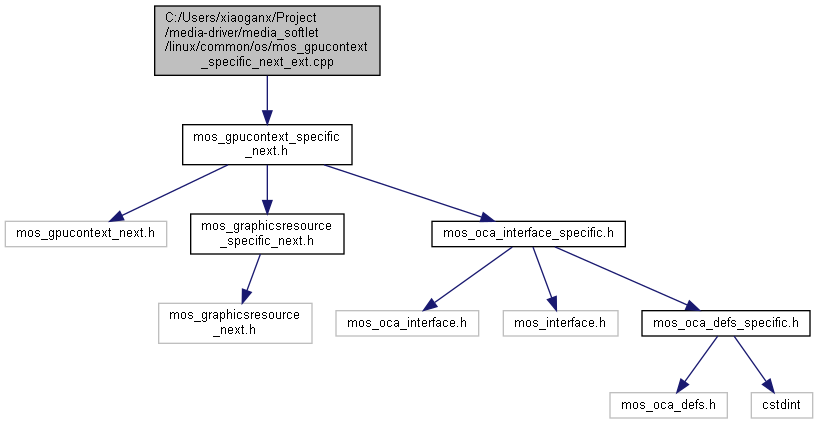 C:/Users/xiaoganx/Project
/media-driver/media_softlet
/linux/common/os/mos_gpucontext
_specific_next_ext.cpp
mos_gpucontext_specific
_next.h
mos_gpucontext_next.h
mos_graphicsresource
_specific_next.h
mos_oca_interface_specific.h
mos_graphicsresource
_next.h
mos_oca_interface.h
mos_interface.h
mos_oca_defs_specific.h
mos_oca_defs.h
cstdint